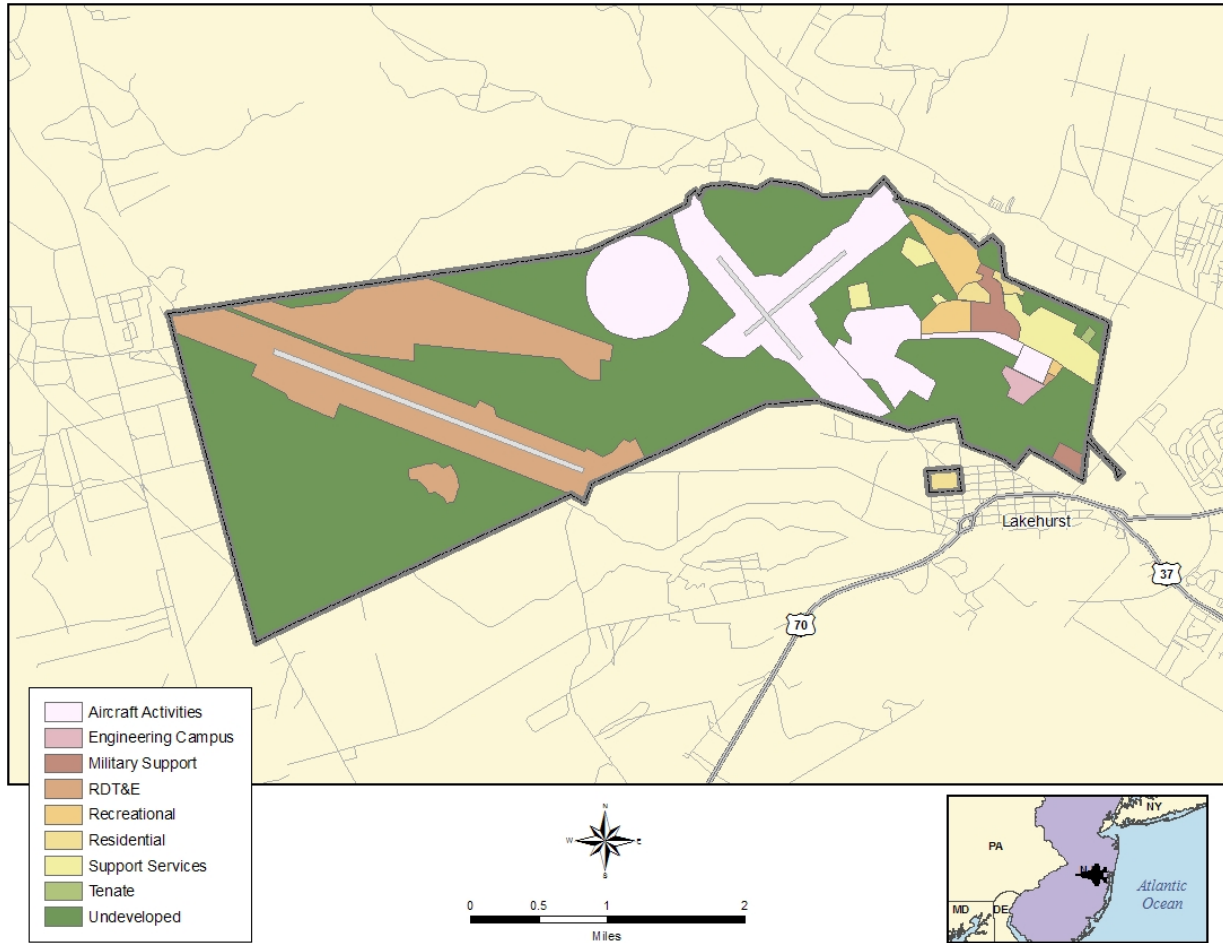 Lakehurst
37
70
Aircraft Activities
Engineering Campus
Military Support
RDT&E
Recreational
Residential
Support Services
Tenate
Undeveloped
N
W
E
S
0
0.5
1
2
Miles
NY
PA
N
MD
DE
Atlantic
Ocean